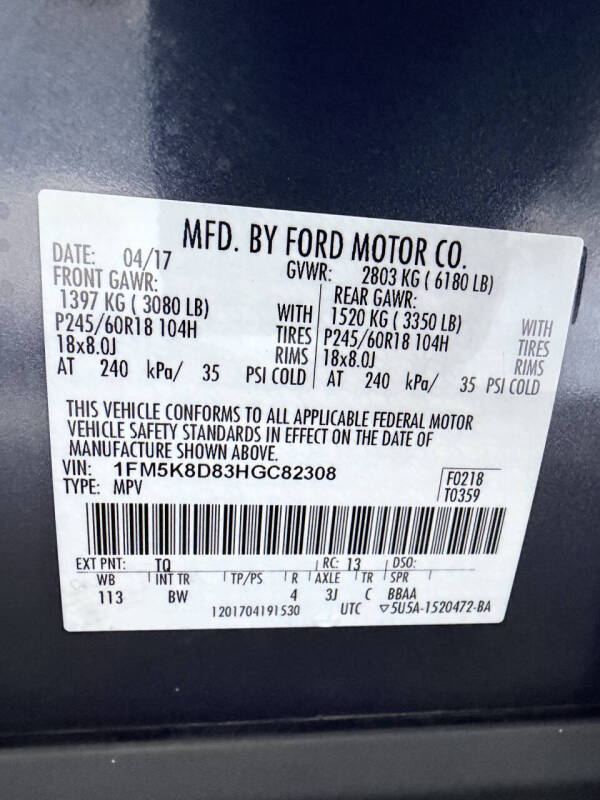 MFD. BY FORD MOTOR CO.
DATE: 04/17 GVWR: 2803 KG ( 6180 LB)
FRONT GAWR: REAR GAWR:
1397 KG ( 3080 LB) WITH 1520 KG ( 3350 LB) WITH
P245/60R18 104H TIRES P245/60R18 104H TIRES
18x8.0J RIMS 18x8.0J RIMS
AT 240 kPa/ 35 PSI COLD AT 240 kPa/ 35 PSI COLD
THIS VEHICLE CONFORMS TO ALL APPLICABLE FEDERAL MOTOR
VEHICLE SAFETY STANDARDS IN EFFECT ON THE DATE OF
MANUFACTURE SHOWN ABOVE.
VIN: 1FM5K8D83HGC82308 F0218
TYPE: MPV T0359
EXT PNT: TQ RC: 13 DSO:
WB INT TR TP/PS R AXLE TR SPR
113 BW 4 3J C BBAA
1201704191530 UTC ▽5U5A-1520472-BA